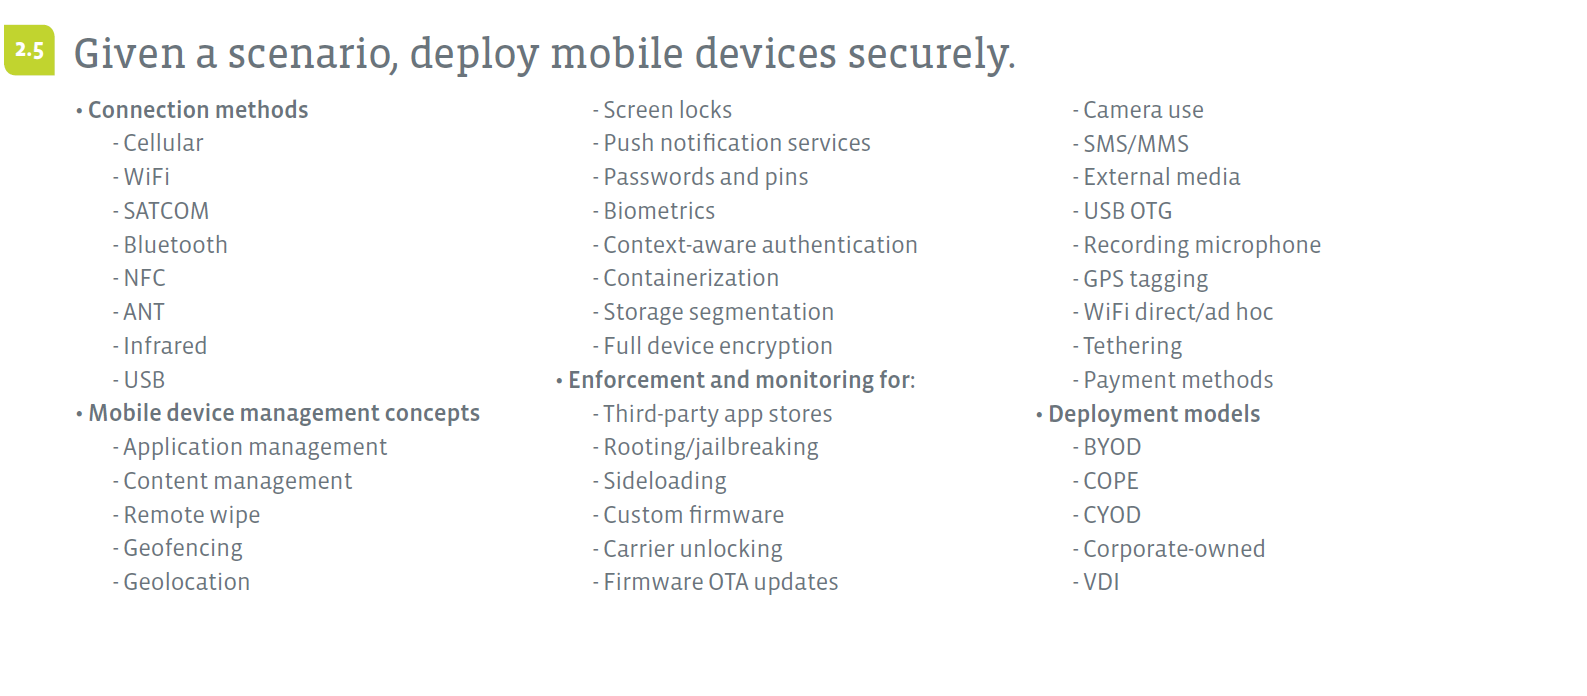 2.5 Given a scenario, deploy mobile devices securely.
• Connection methods
- Cellular
- WiFi
- SATCOM
- Bluetooth
- NFC
- ANT
- Infrared
- USB
• Mobile device management concepts
- Application management
- Content management
- Remote wipe
- Geofencing
- Geolocation
- Screen locks
- Push notification services
- Passwords and pins
- Biometrics
- Context-aware authentication
- Containerization
- Storage segmentation
- Full device encryption
• Enforcement and monitoring for:
- Third-party app stores
- Rooting/jailbreaking
- Sideloading
- Custom firmware
- Carrier unlocking
- Firmware OTA updates
- Camera use
- SMS/MMS
- External media
- USB OTG
- Recording microphone
- GPS tagging
- WiFi direct/ad hoc
- Tethering
- Payment methods
• Deployment models
- BYOD
- COPE
- CYOD
- Corporate-owned
- VDI